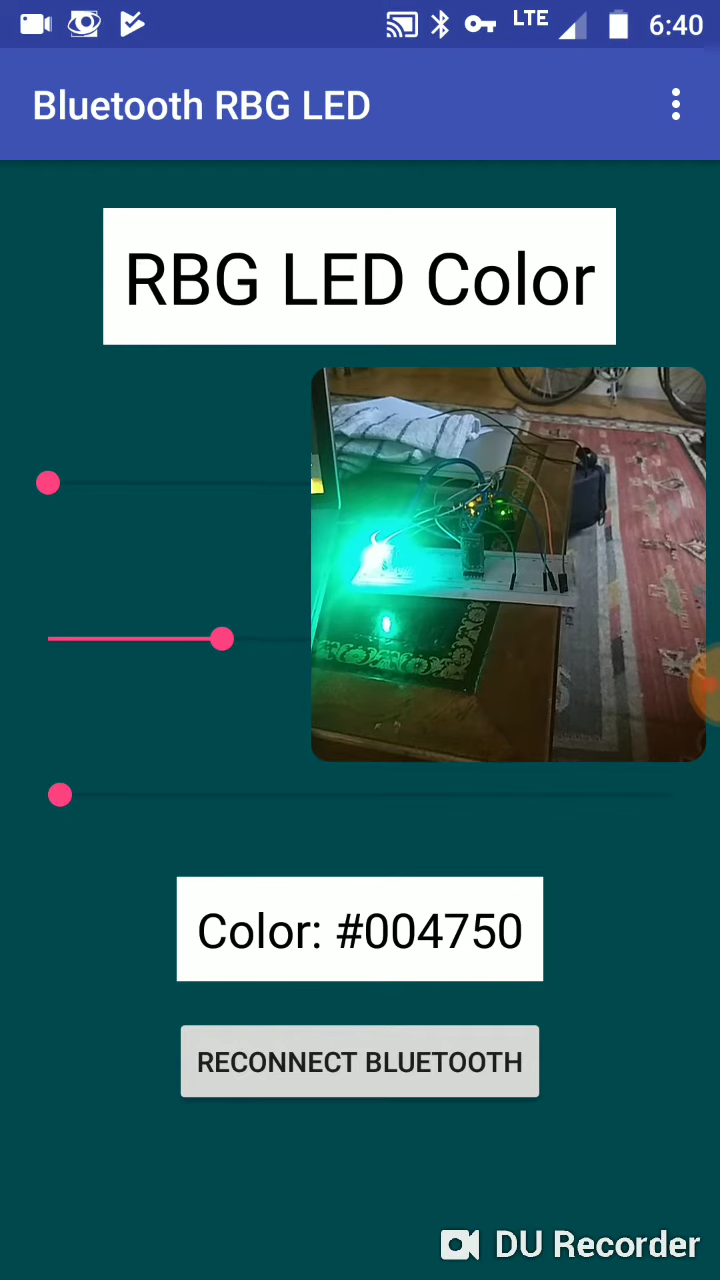 LTE 6:40
Bluetooth RBG LED
RBG LED Color
Color: #004750
RECONNECT BLUETOOTH
DU Recorder